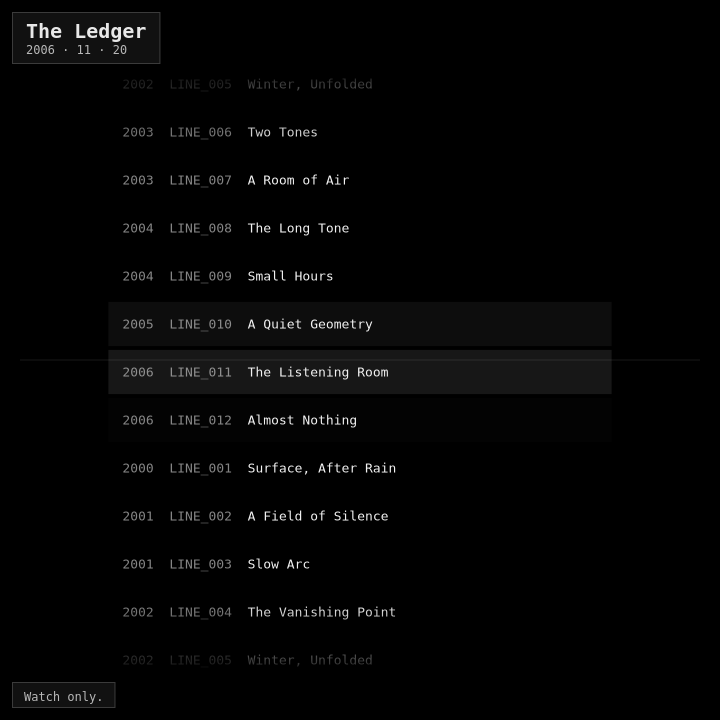 The Ledger
2006 · 11 · 20
2002 LINE_005 Winter, Unfolded
2003 LINE_006 Two Tones
2003 LINE_007 A Room of Air
2004 LINE_008 The Long Tone
2004 LINE_009 Small Hours
2005 LINE_010 A Quiet Geometry
2006 LINE_011 The Listening Room
2006 LINE_012 Almost Nothing
2000 LINE_001 Surface, After Rain
2001 LINE_002 A Field of Silence
2001 LINE_003 Slow Arc
2002 LINE_004 The Vanishing Point
2002 LINE_005 Winter, Unfolded
Watch only.